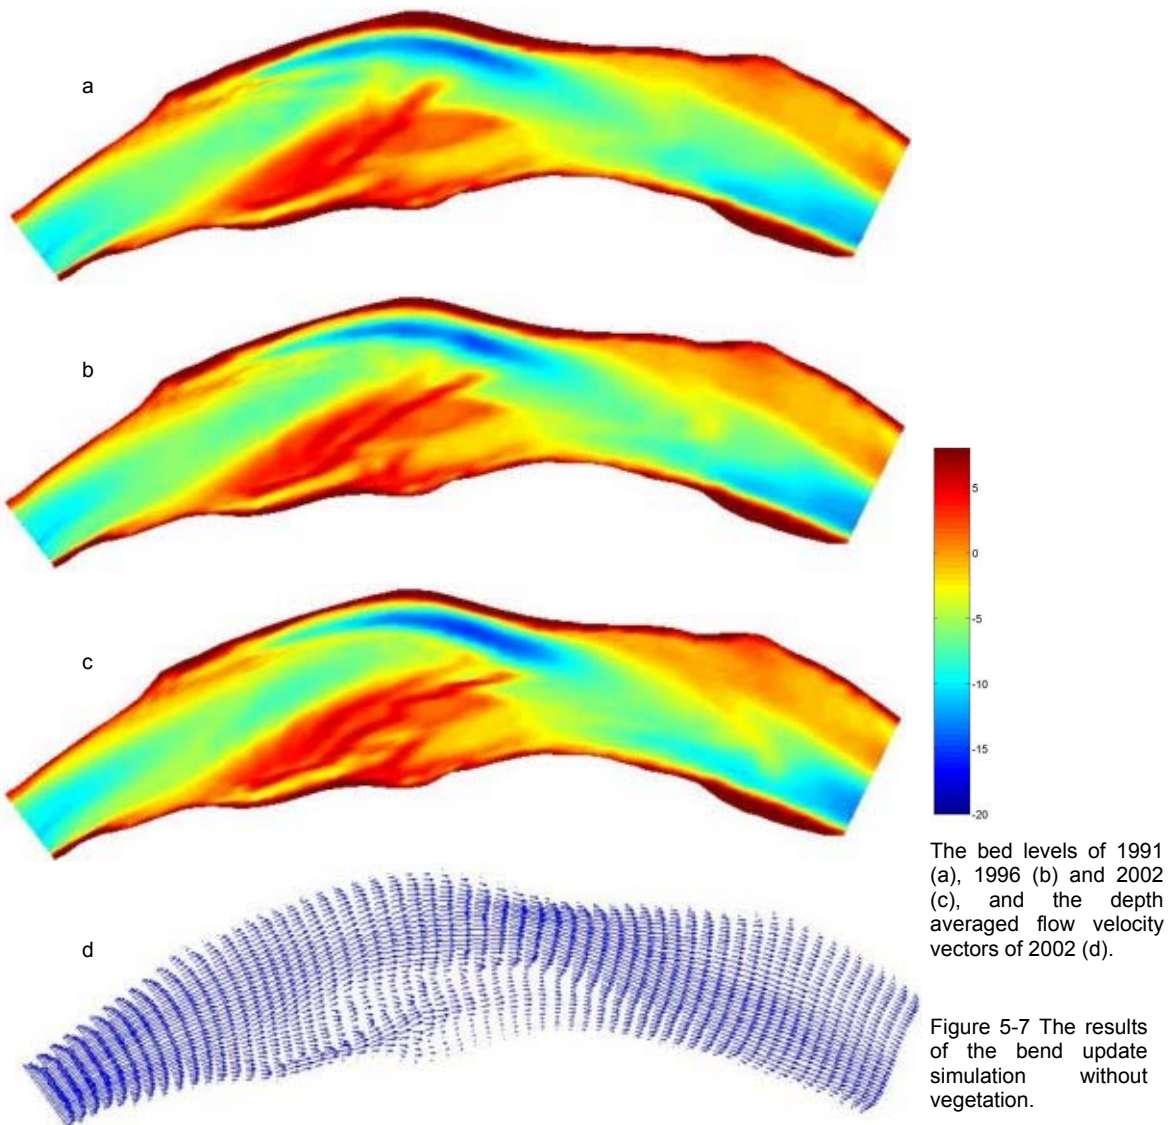 a
b
c
d
5
0
-5
-10
-15
-20
The bed levels of 1991
(a), 1996 (b) and 2002
(c), and the depth
averaged flow velocity
vectors of 2002 (d).
Figure 5-7 The results
of the bend update
simulation without
vegetation.